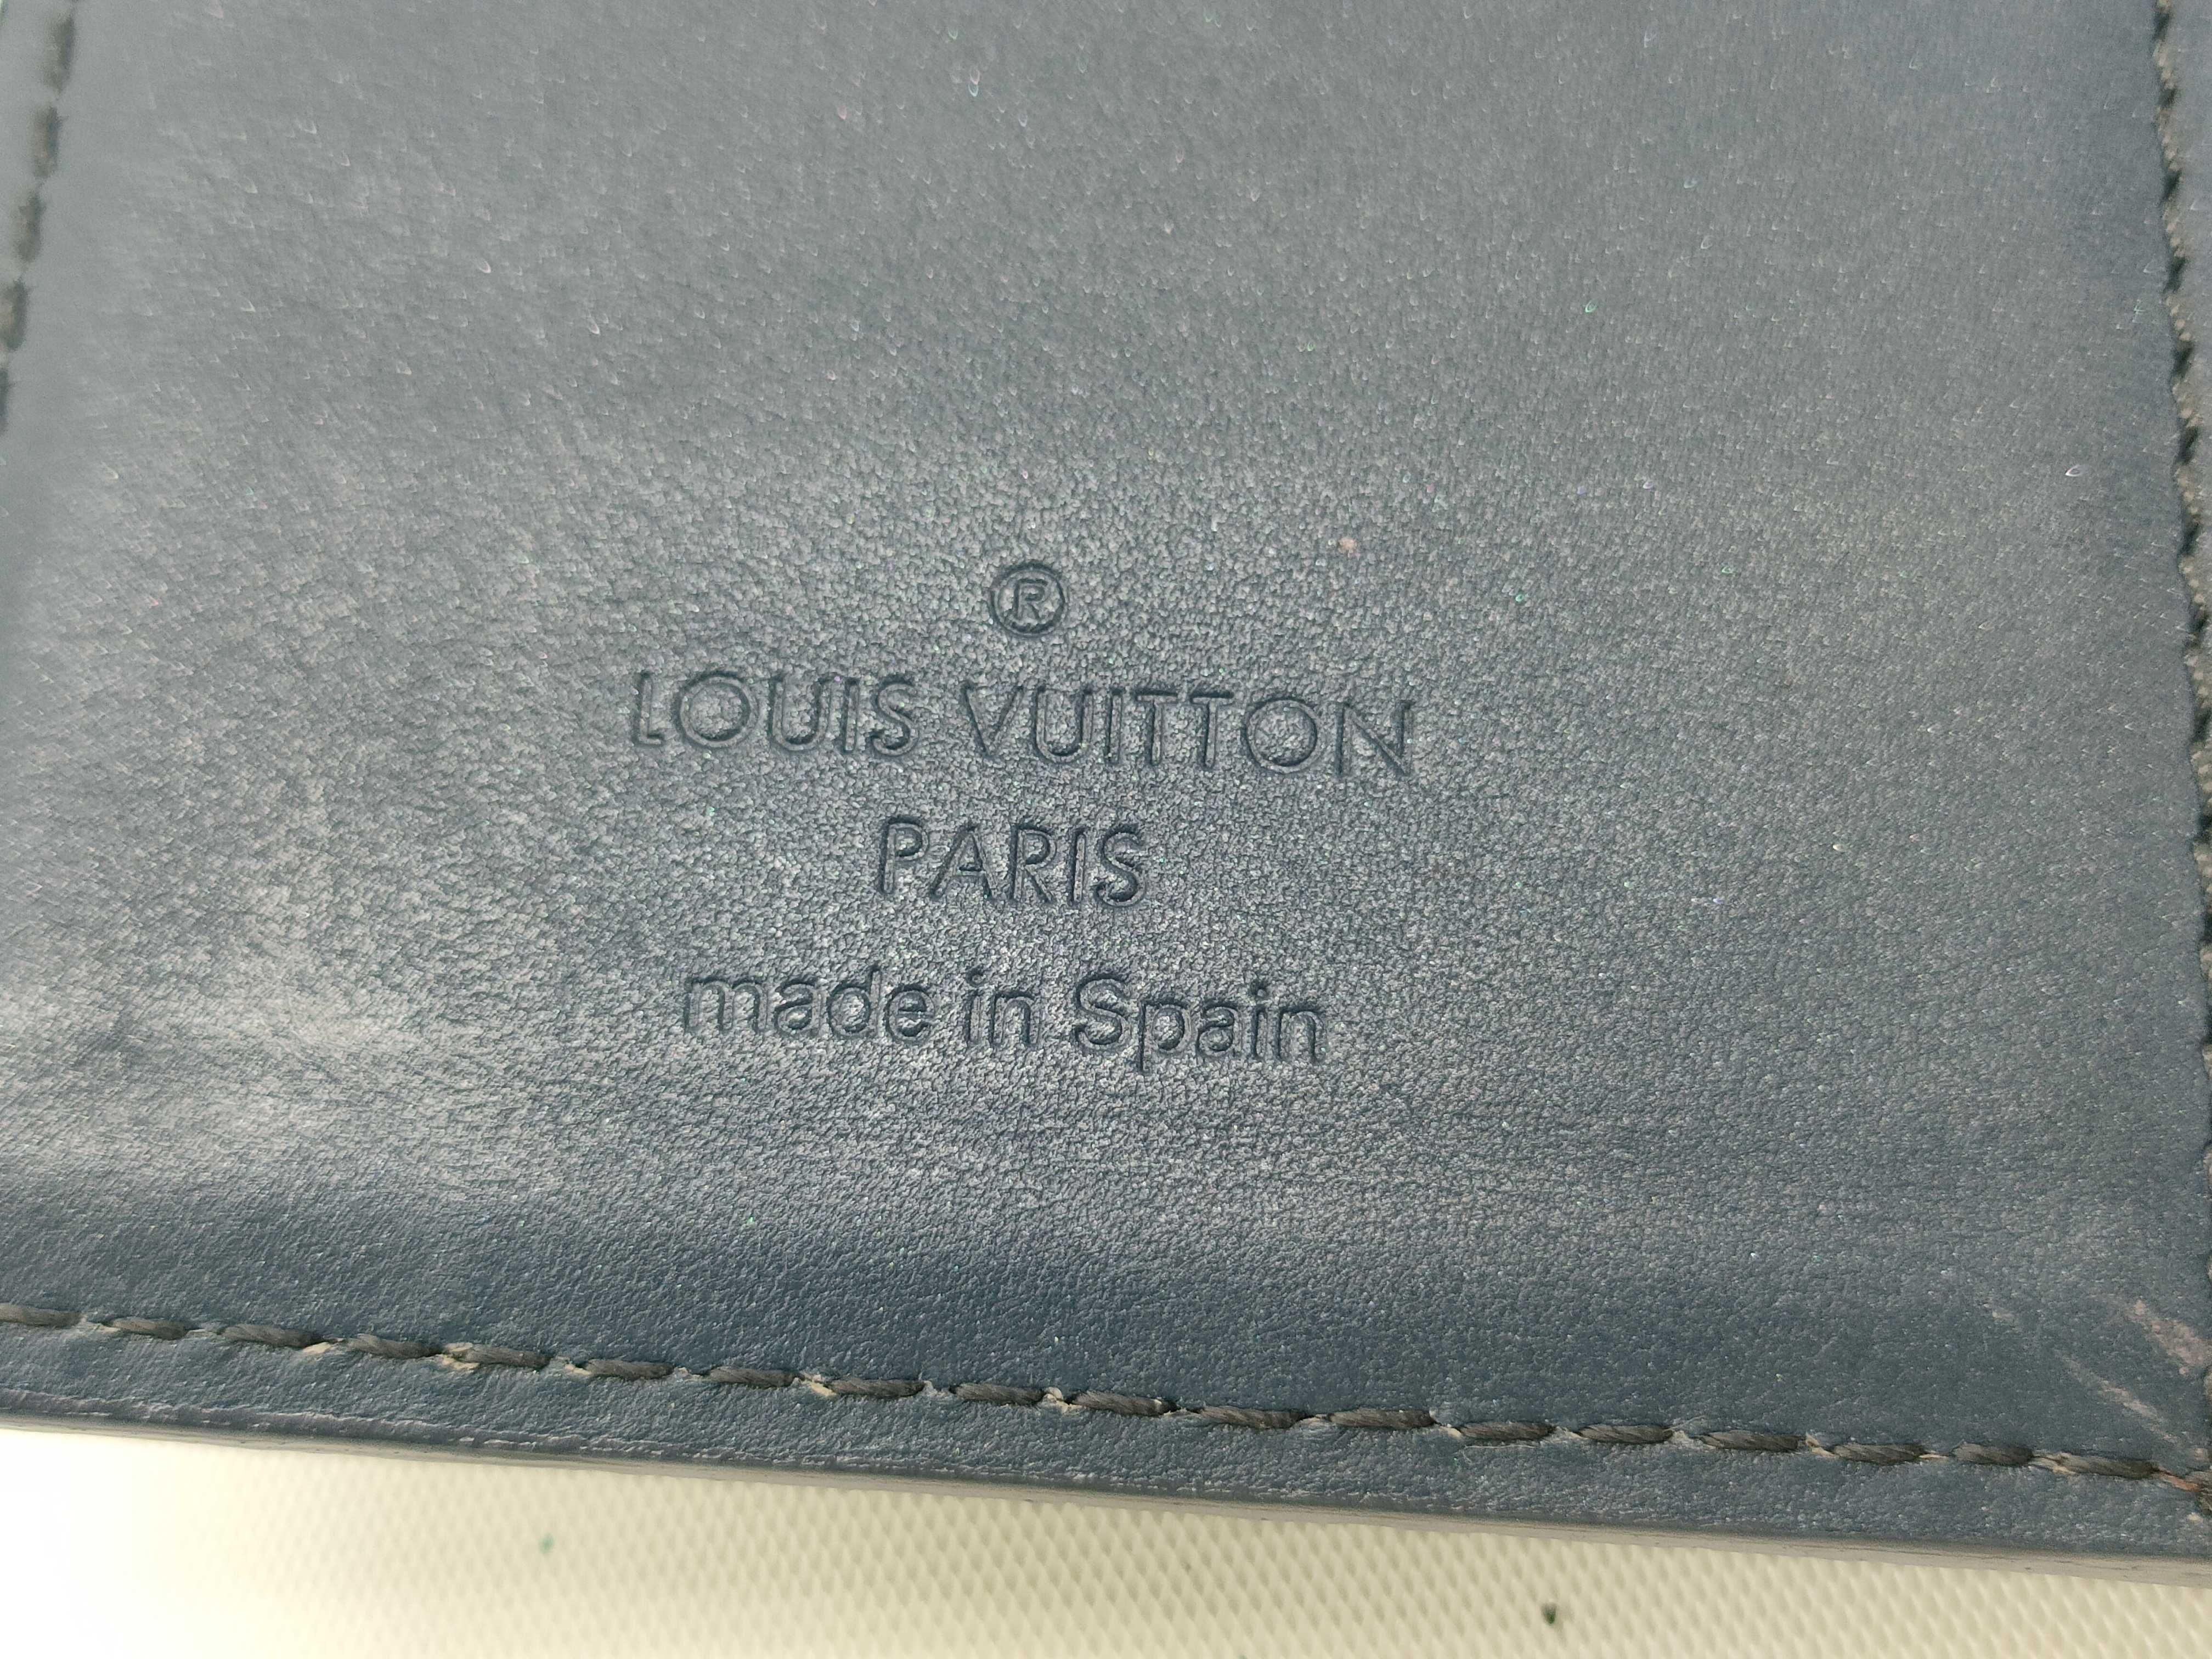 ®
LOUIS VUITTON
PARIS
made in Spain